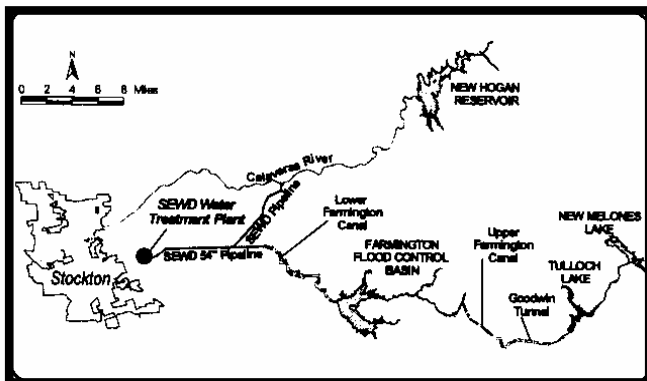 N
0 2 4 6 8 Miles
NEW HOGAN
RESERVOIR
Calaveras River
SEWD Water
Treatment Plant
SEWD Pipeline
Lower
Farmington
Canal
SEWD 54" Pipeline
Stockton
FARMINGTON
FLOOD CONTROL
BASIN
Upper
Farmington
Canal
NEW MELONES
LAKE
TULLOCH
LAKE
Goodwin
Tunnel